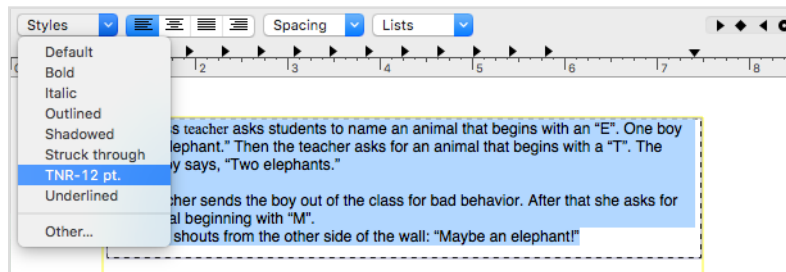 Styles Spacing Lists
Default
Bold
Italic
Outlined
Shadowed
Struck through
TNR-12 pt.
Underlined
Other...
2 3 4 5 6 7 8
teacher asks students to name an animal that begins with an “E”. One boy
lephant.” Then the teacher asks for an animal that begins with a “T”. The
y says, “Two elephants.”
cher sends the boy out of the class for bad behavior. After that she asks for
al beginning with “M”.
shouts from the other side of the wall: “Maybe an elephant!”